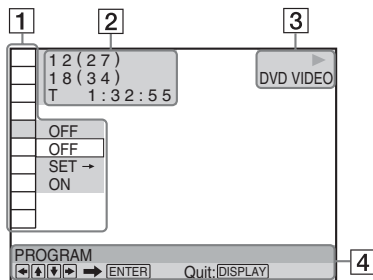 1 2 3
12(27)
18(34)
T 1:32:55
DVD VIDEO
OFF
OFF
SET →
ON
PROGRAM
←↑↓→ ➡ ENTER Quit: DISPLAY
4